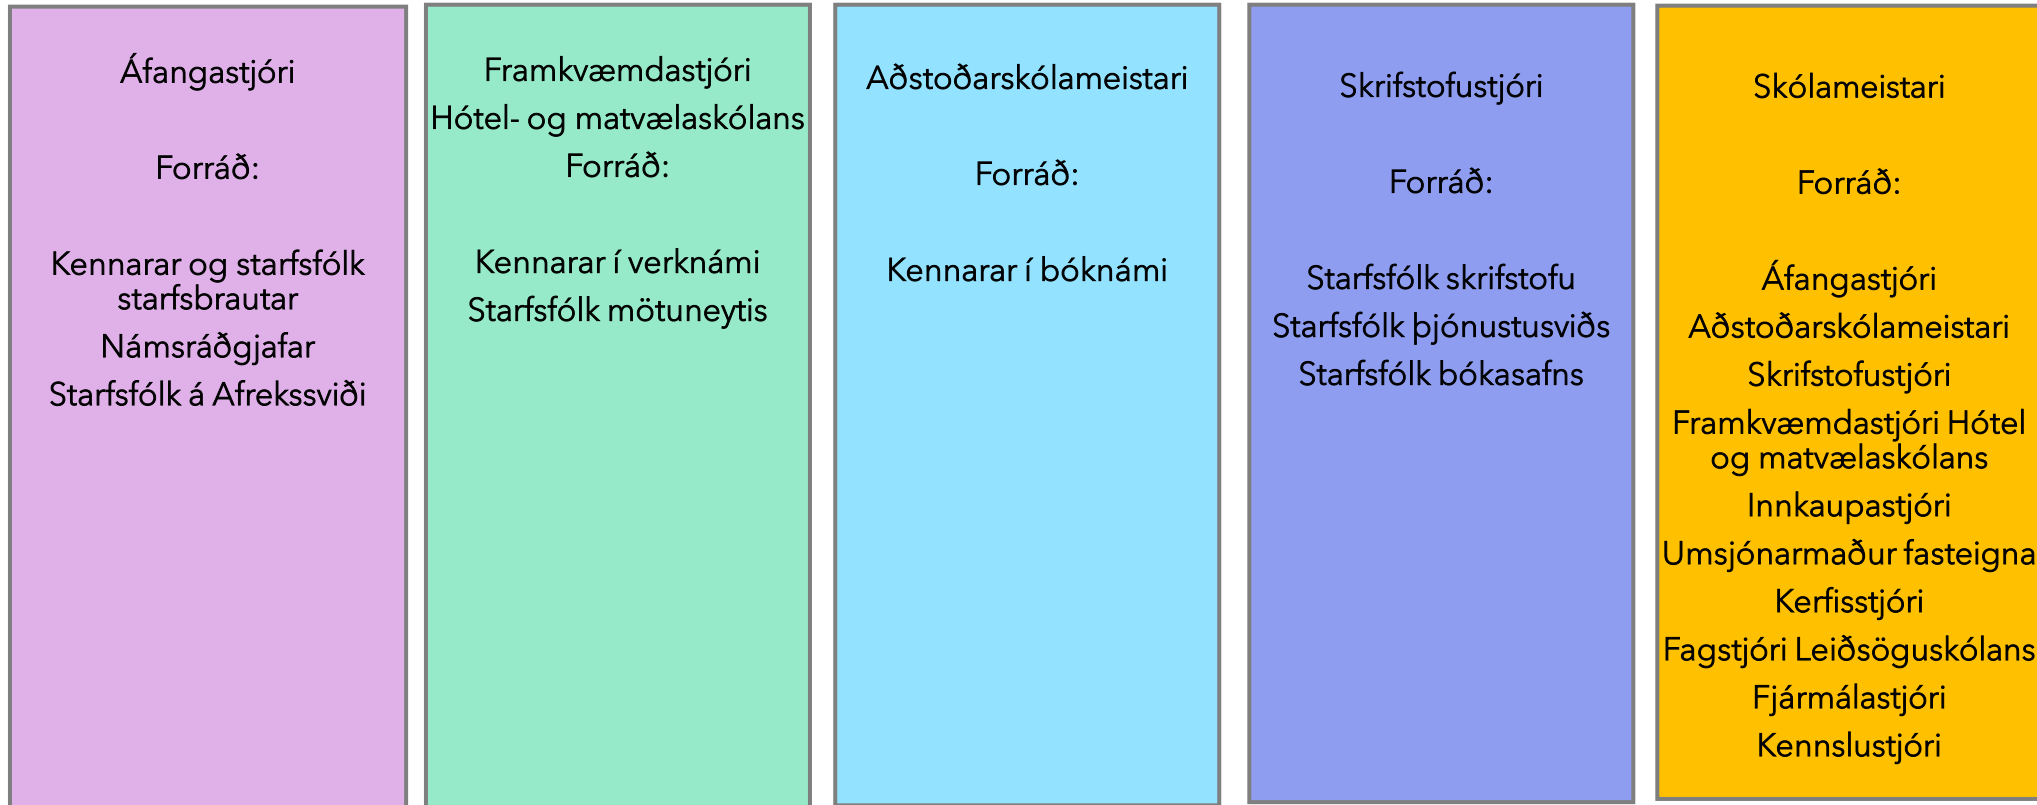 Áfangastjóri
Forráð:
Kennarar og starfsfólk
starfsbrautar
Námsráðgjafar
Starfsfólk á Afrekssviði
Framkvæmdastjóri
Hótel- og matvælaskólans
Forráð:
Kennarar í verknámi
Starfsfólk mötuneytis
Aðstoðarskólameistari
Forráð:
Kennarar í bóknámi
Skrifstofustjóri
Forráð:
Starfsfólk skrifstofu
Starfsfólk þjónustusviðs
Starfsfólk bókasafns
Skólameistari
Forráð:
Áfangastjóri
Aðstoðarskólameistari
Skrifstofustjóri
Framkvæmdastjóri Hótel
og matvælaskólans
Innkaupastjóri
Umsjónarmaður fasteigna
Kerfisstjóri
Fagstjóri Leiðsöguskólans
Fjármálastjóri
Kennslustjóri